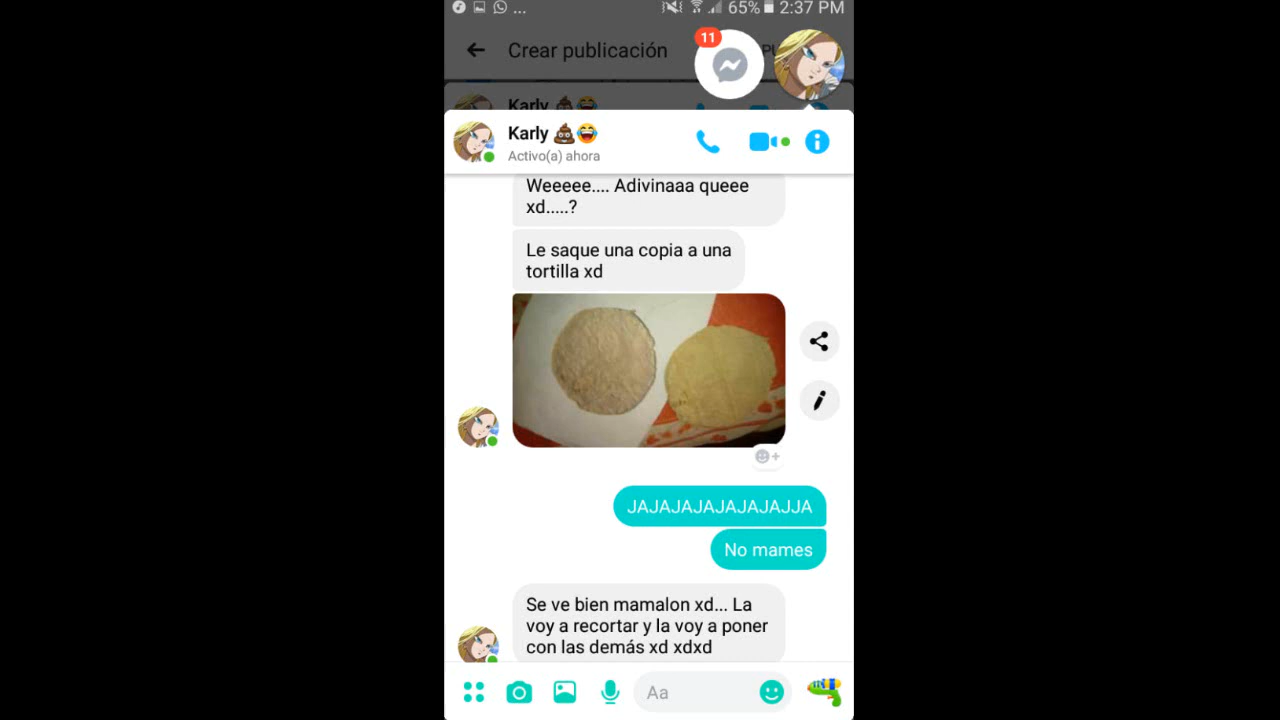 ... 65% 2:37 PM
Crear publicación
11
Karly
Karly
Activo(a) ahora
Weeeee.... Adivinaaa queee
xd.....?
Le saque una copia a una
tortilla xd
JAJAJAJAJAJAJAJJA
No mames
Se ve bien mamalon xd... La
voy a recortar y la voy a poner
con las demás xd xdxd
Aa